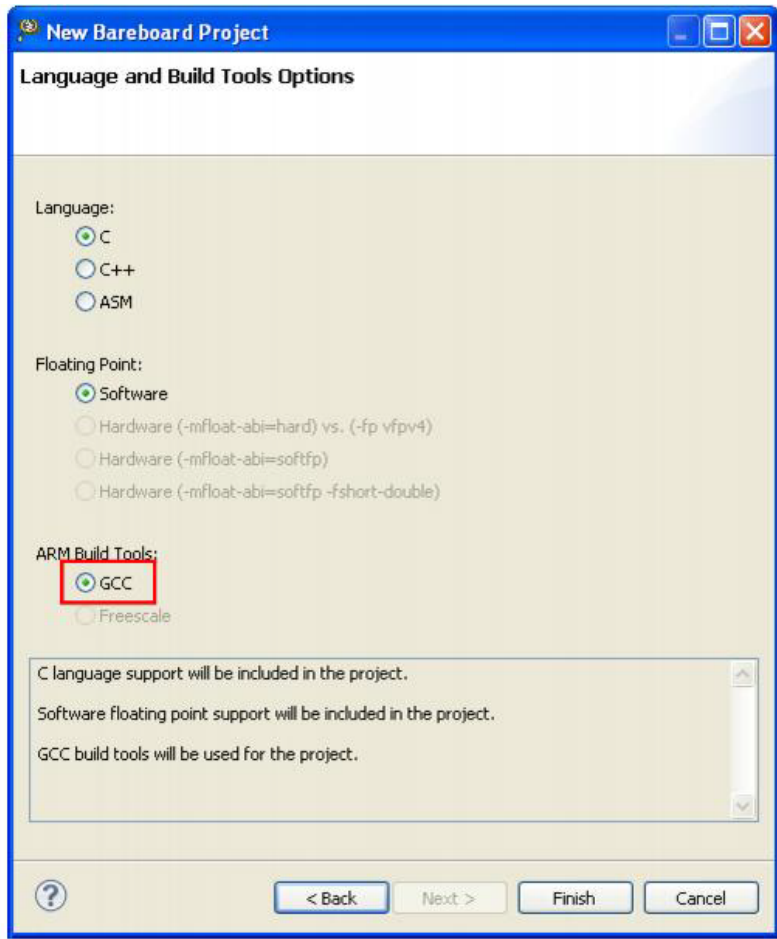 New Bareboard Project
Language and Build Tools Options
Language:
C
C++
ASM
Floating Point:
Software
Hardware (-mfloat-abi=hard) vs. (-fp vfpv4)
Hardware (-mfloat-abi=softfp)
Hardware (-mfloat-abi=softfp -fshort-double)
ARM Build Tools:
GCC
Freescale
C language support will be included in the project.
Software floating point support will be included in the project.
GCC build tools will be used for the project.
? < Back Next > Finish Cancel